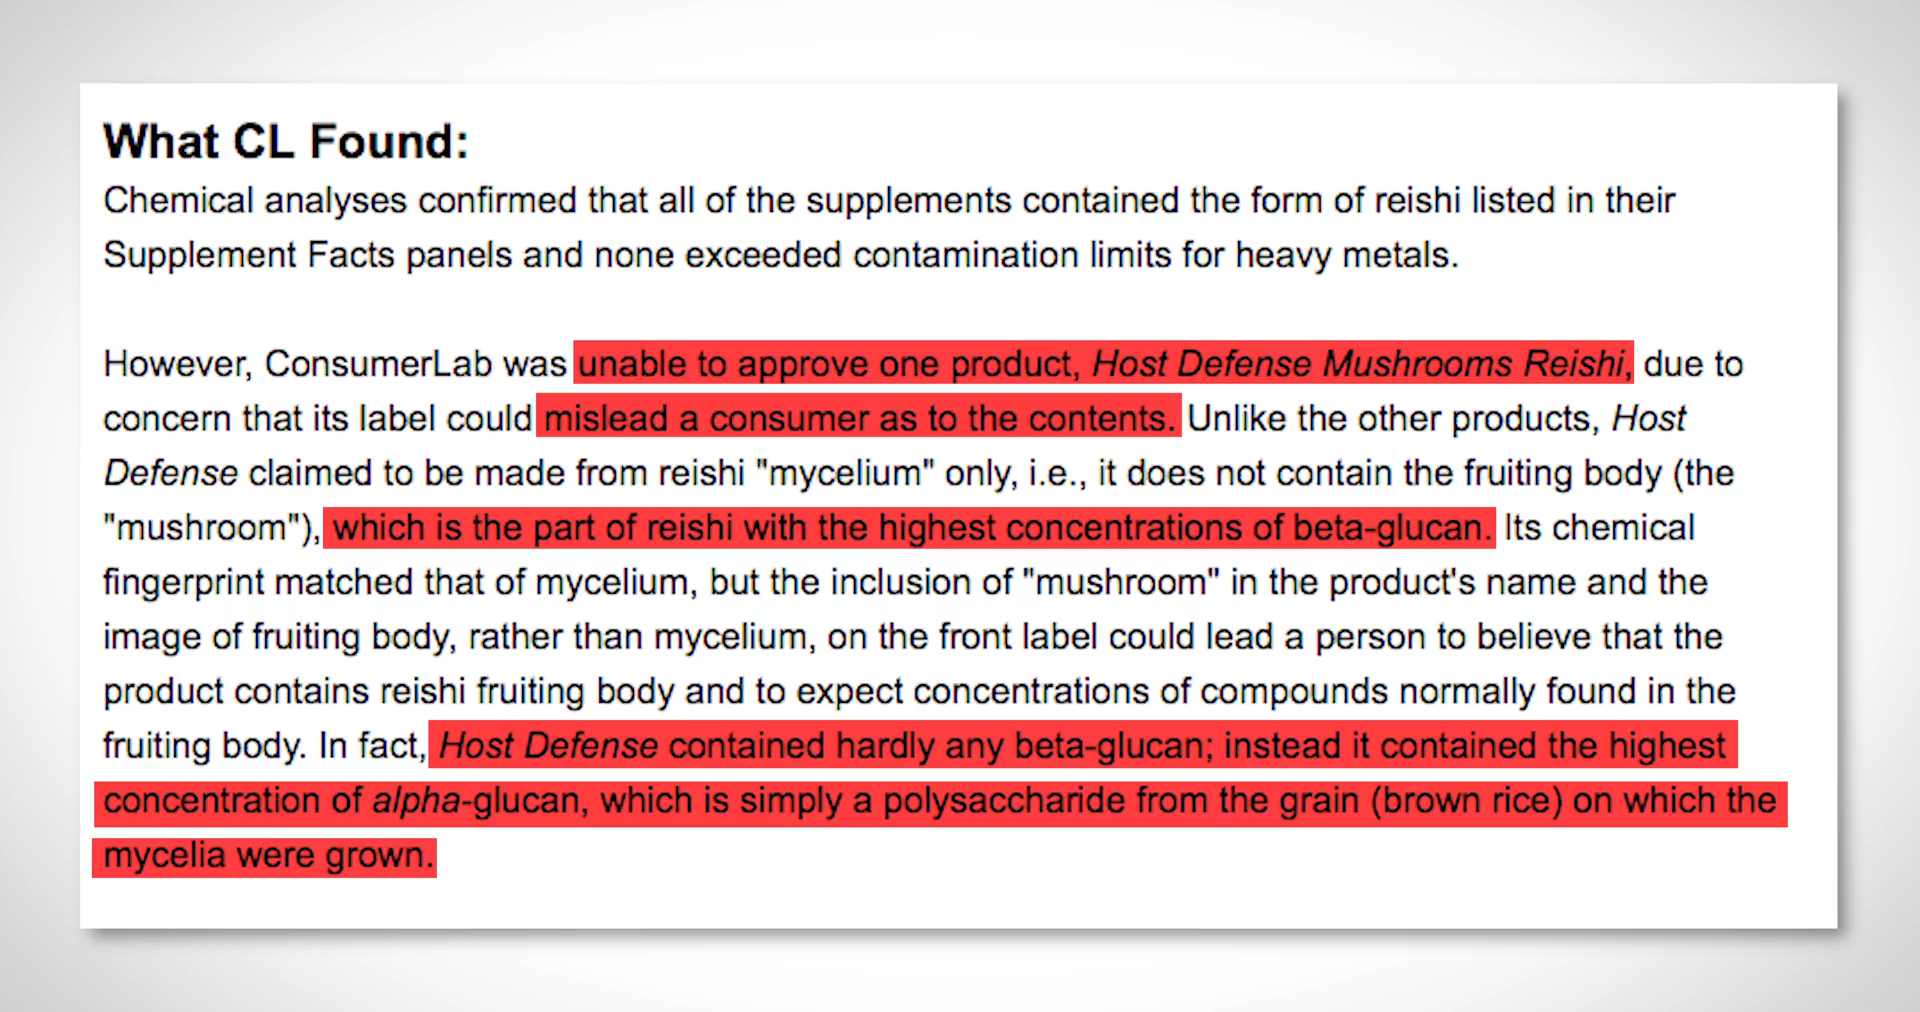 What CL Found:
Chemical analyses confirmed that all of the supplements contained the form of reishi listed in their
Supplement Facts panels and none exceeded contamination limits for heavy metals.
However, ConsumerLab was unable to approve one product, Host Defense Mushrooms Reishi, due to
concern that its label could mislead a consumer as to the contents. Unlike the other products, Host
Defense claimed to be made from reishi "mycelium" only, i.e., it does not contain the fruiting body (the
"mushroom"), which is the part of reishi with the highest concentrations of beta-glucan. Its chemical
fingerprint matched that of mycelium, but the inclusion of "mushroom" in the product's name and the
image of fruiting body, rather than mycelium, on the front label could lead a person to believe that the
product contains reishi fruiting body and to expect concentrations of compounds normally found in the
fruiting body. In fact, Host Defense contained hardly any beta-glucan; instead it contained the highest
concentration of alpha-glucan, which is simply a polysaccharide from the grain (brown rice) on which the
mycelia were grown.